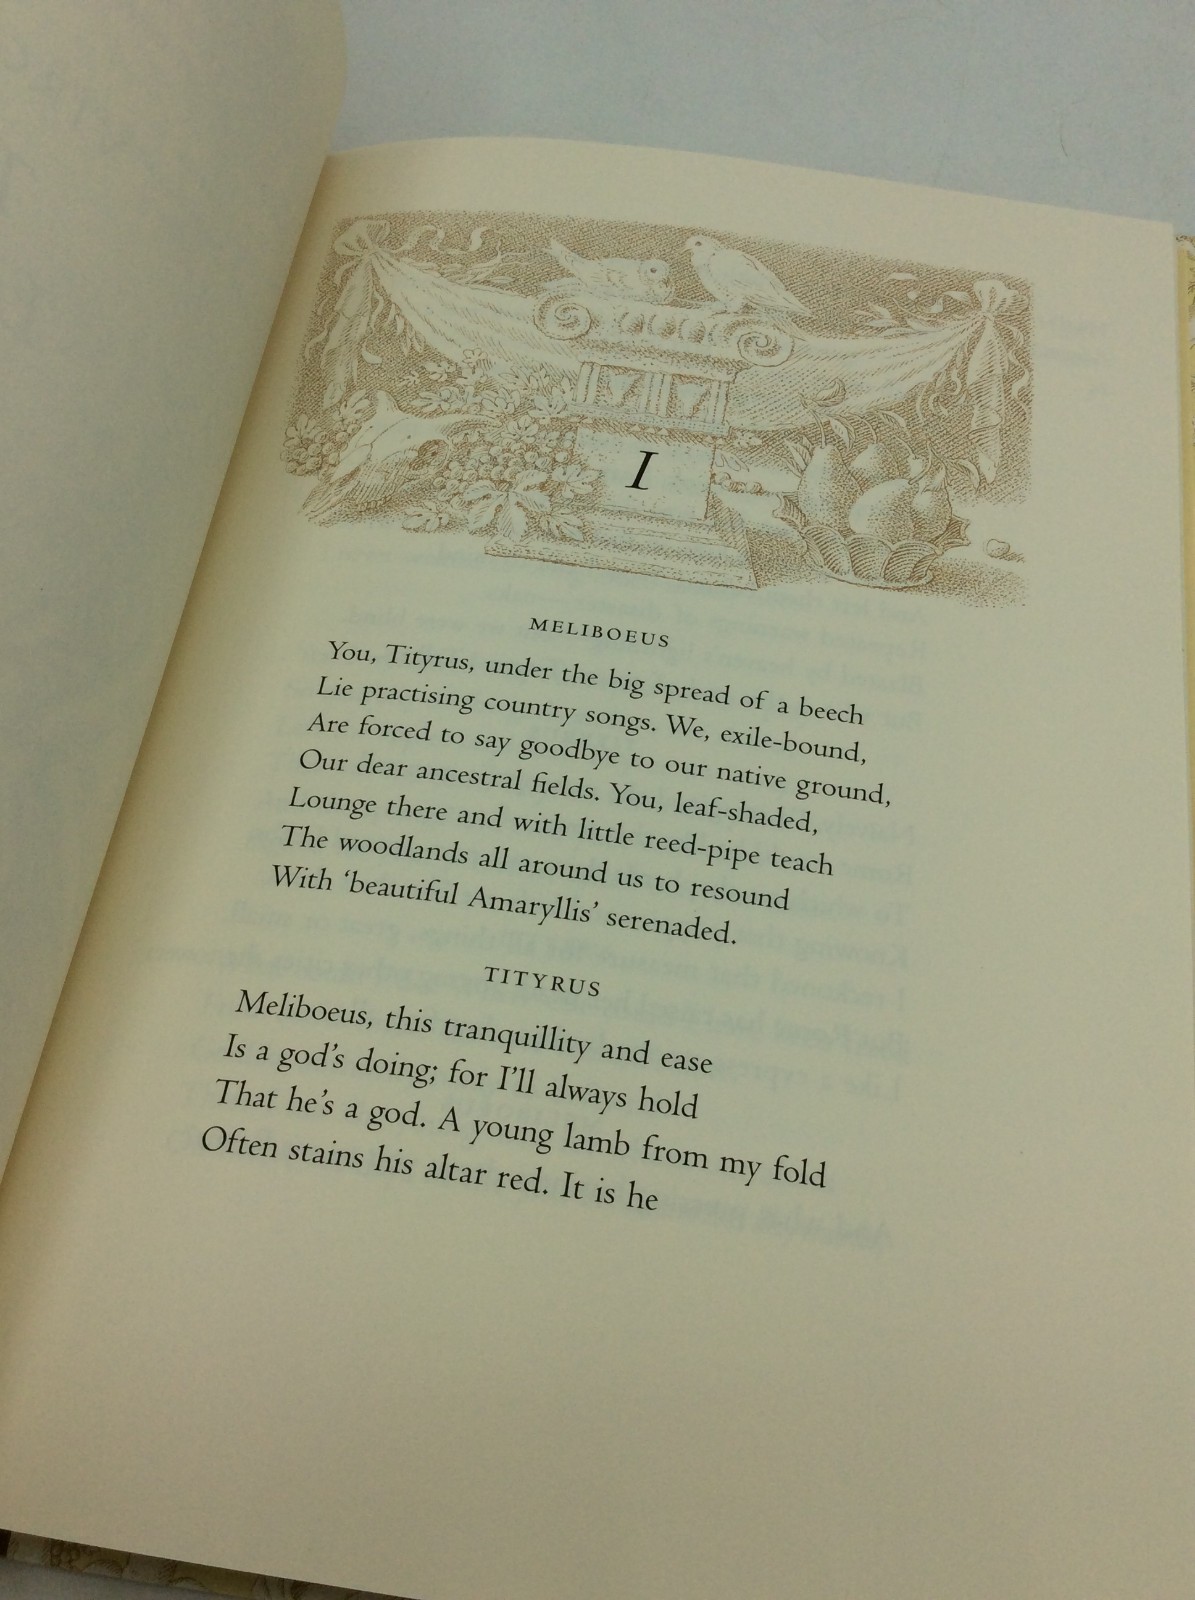 I
MELIBOEUS
You, Tityrus, under the big spread of a beech
Lie practising country songs. We, exile-bound,
Are forced to say goodbye to our native ground,
Our dear ancestral fields. You, leaf-shaded,
Lounge there and with little reed-pipe teach
The woodlands all around us to resound
With ‘beautiful Amaryllis’ serenaded.
TITYRUS
Meliboeus, this tranquillity and ease
Is a god’s doing; for I’ll always hold
That he’s a god. A young lamb from my fold
Often stains his altar red. It is he